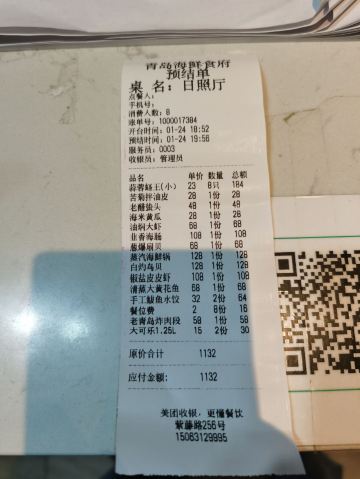 青岛海鲜食府
预结单
桌 名: 日照厅
点餐人:
手机号:
消费人数: 8
账单号: 1000017384
开台时间: 01-24 18:52
预结时间: 01-24 19:56
服务员: 0003
收银员: 管理员
品名 单价 数量 总额
蒜蓉蛏王(小) 23 8只 184
苦菊拌油皮 28 1份 28
老醋蜇头 48 1份 48
海米黄瓜 28 1份 28
油焖大虾 68 1份 68
韭香海肠 108 1份 108
葱爆扇贝 68 1份 68
蒸汽海鲜锅 128 1份 128
白灼鸟贝 128 1份 128
椒盐皮皮虾 108 1份 108
清蒸大黄花鱼 68 1份 68
手工鲅鱼水饺 32 2份 64
餐位费 2 8份 16
老青岛炸肉段 58 1份 58
大可乐1.25L 15 2份 30
原价合计 1132
应付金额: 1132
美团收银，更懂餐饮
紫藤路256号
15063129995